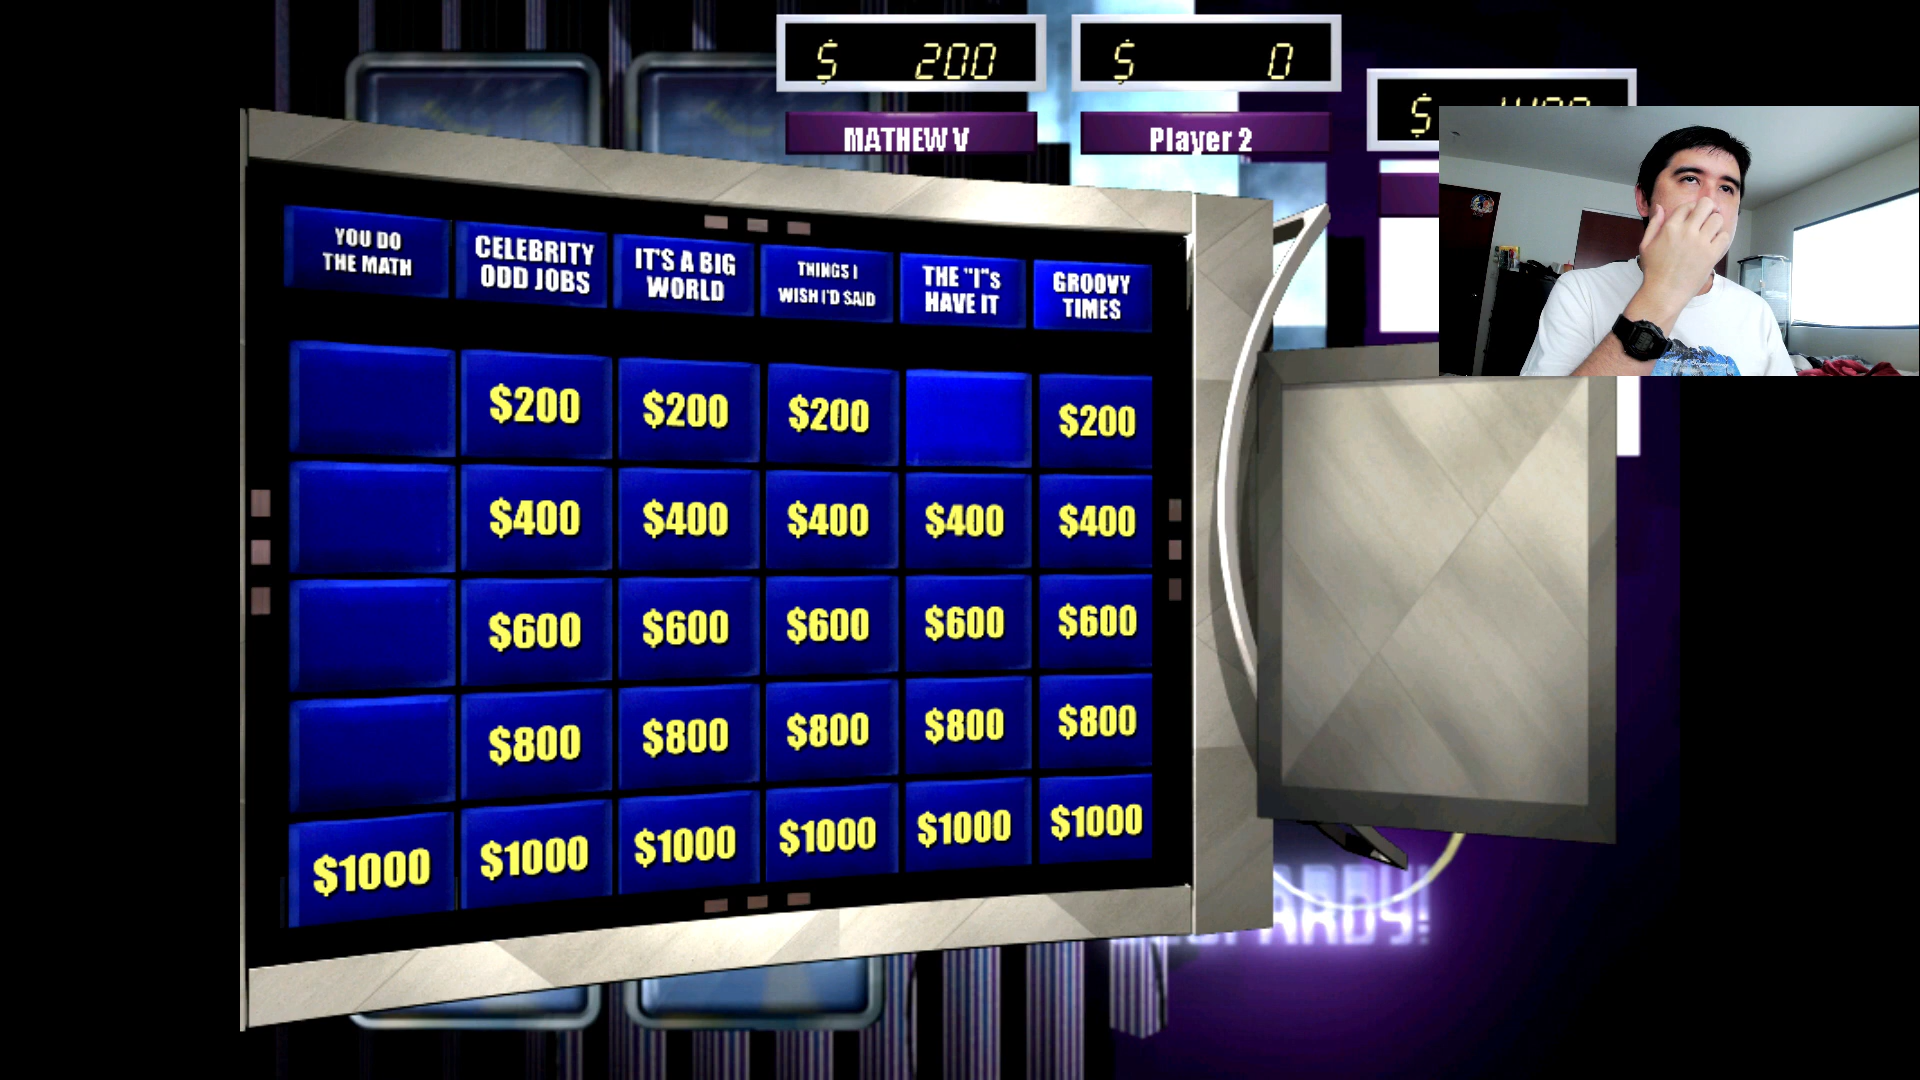 $ 200
$ 0
$
MATHEW V
Player 2
YOU DO
THE MATH
CELEBRITY
ODD JOBS
IT'S A BIG
WORLD
THINGS I
WISH I'D SAID
THE "I"S
HAVE IT
GROOVY
TIMES
$200 $200 $200 $200
$400 $400 $400 $400 $400
$600 $600 $600 $600 $600
$800 $800 $800 $800 $800
$1000 $1000 $1000 $1000 $1000 $1000